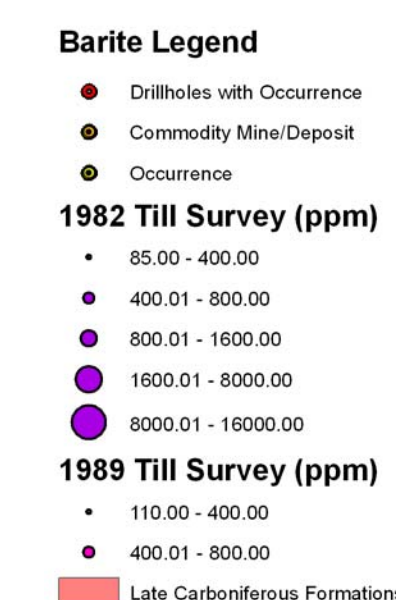 Barite Legend
Drillholes with Occurrence
Commodity Mine/Deposit
Occurrence
1982 Till Survey (ppm)
85.00 - 400.00
400.01 - 800.00
800.01 - 1600.00
1600.01 - 8000.00
8000.01 - 16000.00
1989 Till Survey (ppm)
110.00 - 400.00
400.01 - 800.00
Late Carboniferous Formations